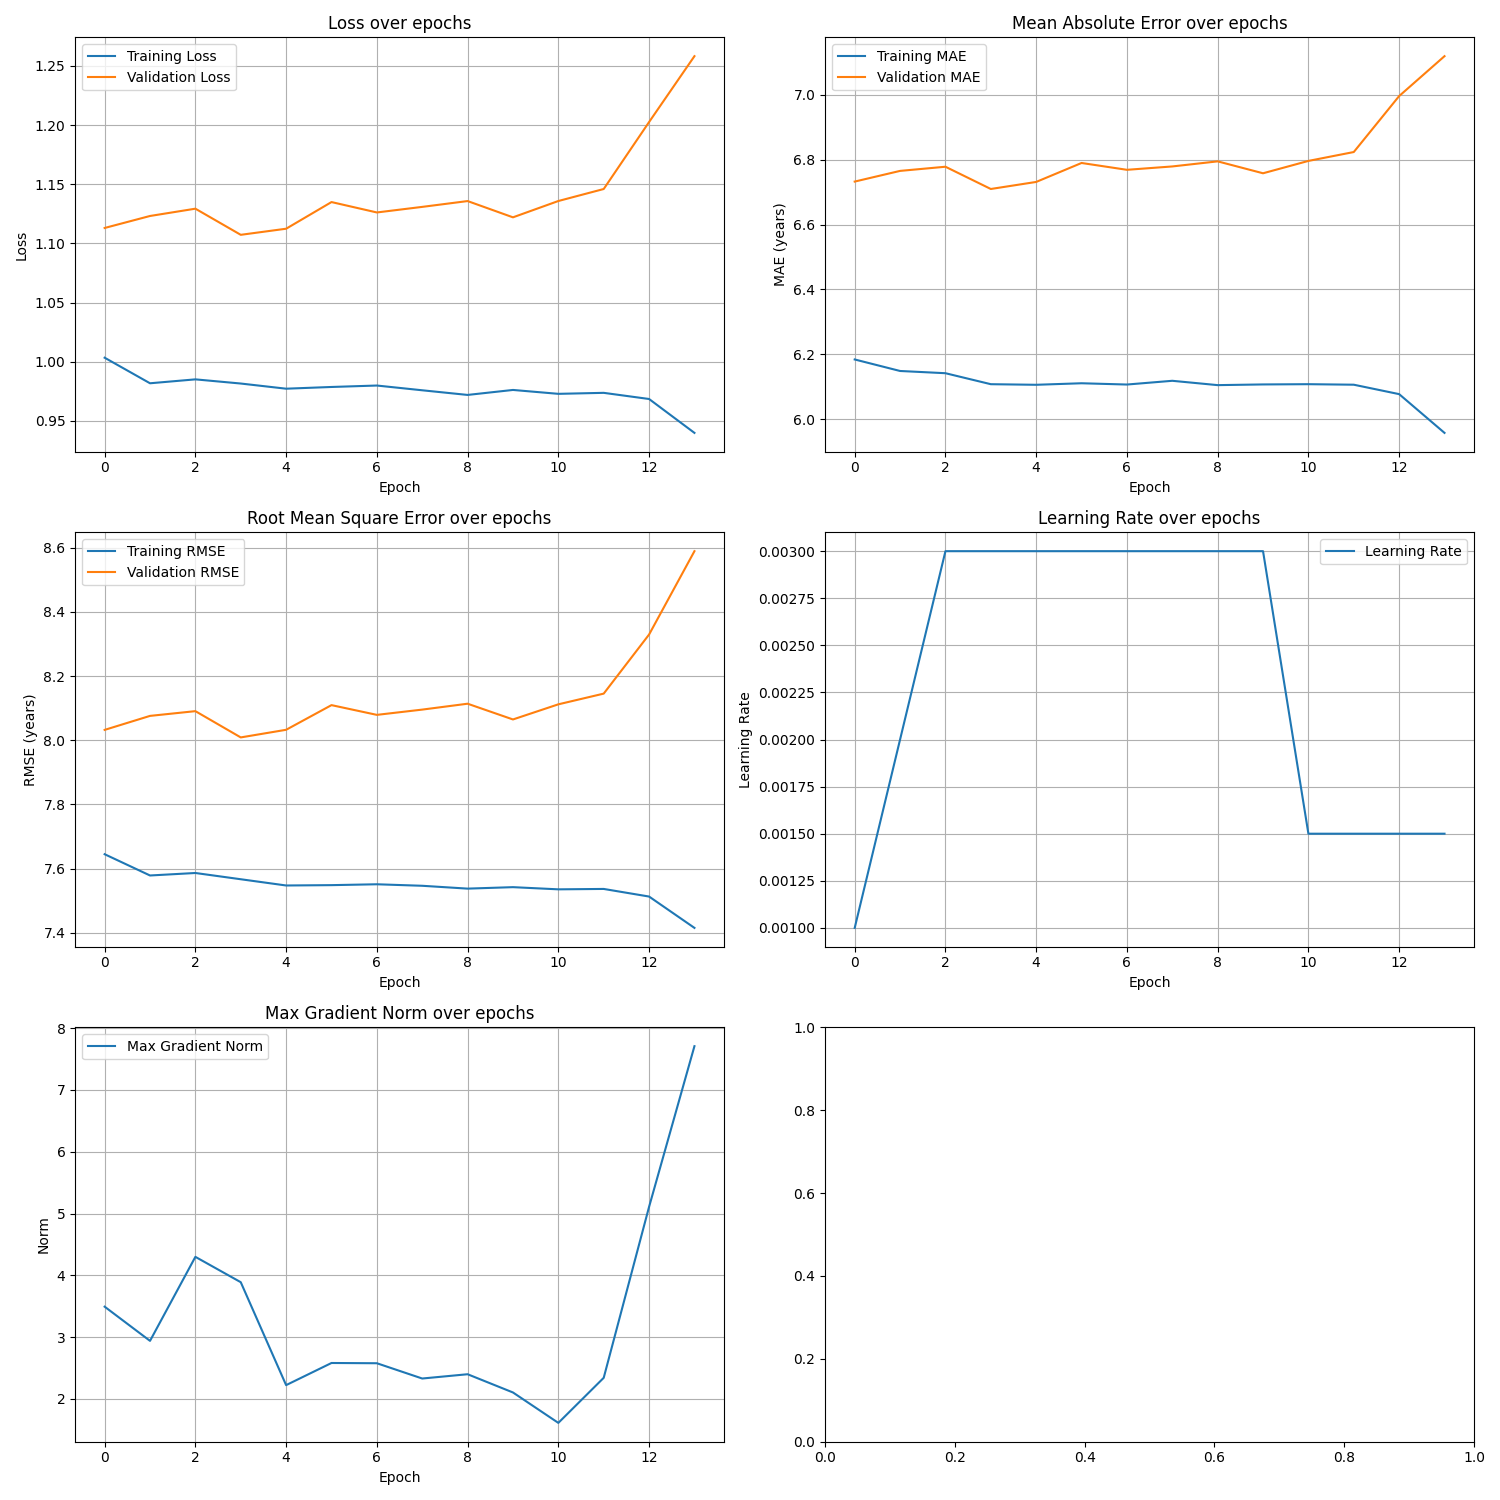 Loss over epochs
Training Loss
Validation Loss
1.25
1.20
1.15
1.10
1.05
1.00
0.95
Loss
0 2 4 6 8 10 12
Epoch
Mean Absolute Error over epochs
Training MAE
Validation MAE
7.0
6.8
6.6
6.4
6.2
6.0
MAE (years)
0 2 4 6 8 10 12
Epoch
Root Mean Square Error over epochs
Training RMSE
Validation RMSE
8.6
8.4
8.2
8.0
7.8
7.6
7.4
RMSE (years)
0 2 4 6 8 10 12
Epoch
Learning Rate over epochs
Learning Rate
0.00300
0.00275
0.00250
0.00225
0.00200
0.00175
0.00150
0.00125
0.00100
Learning Rate
0 2 4 6 8 10 12
Epoch
Max Gradient Norm over epochs
Max Gradient Norm
8
7
6
5
4
3
2
Norm
0 2 4 6 8 10 12
Epoch
1.0
0.8
0.6
0.4
0.2
0.0
0.0 0.2 0.4 0.6 0.8 1.0